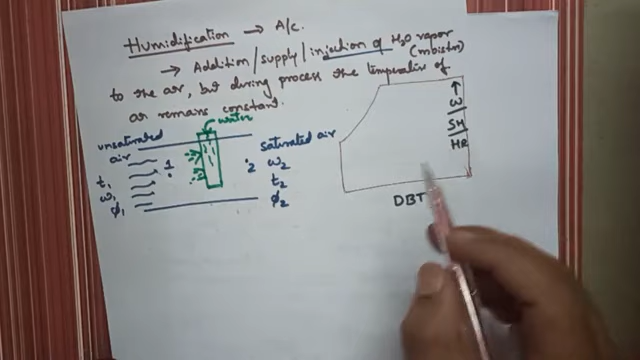 Humidification → A/C.
→ Addition/supply/injection of H2O vapor
(moistur)
to the air, but during process the temperature of
air remains constant.
water
unsaturated
air
saturated air
1
2
t1
ω1
φ1
ω2
t2
φ2
ω
SH
HR
DBT